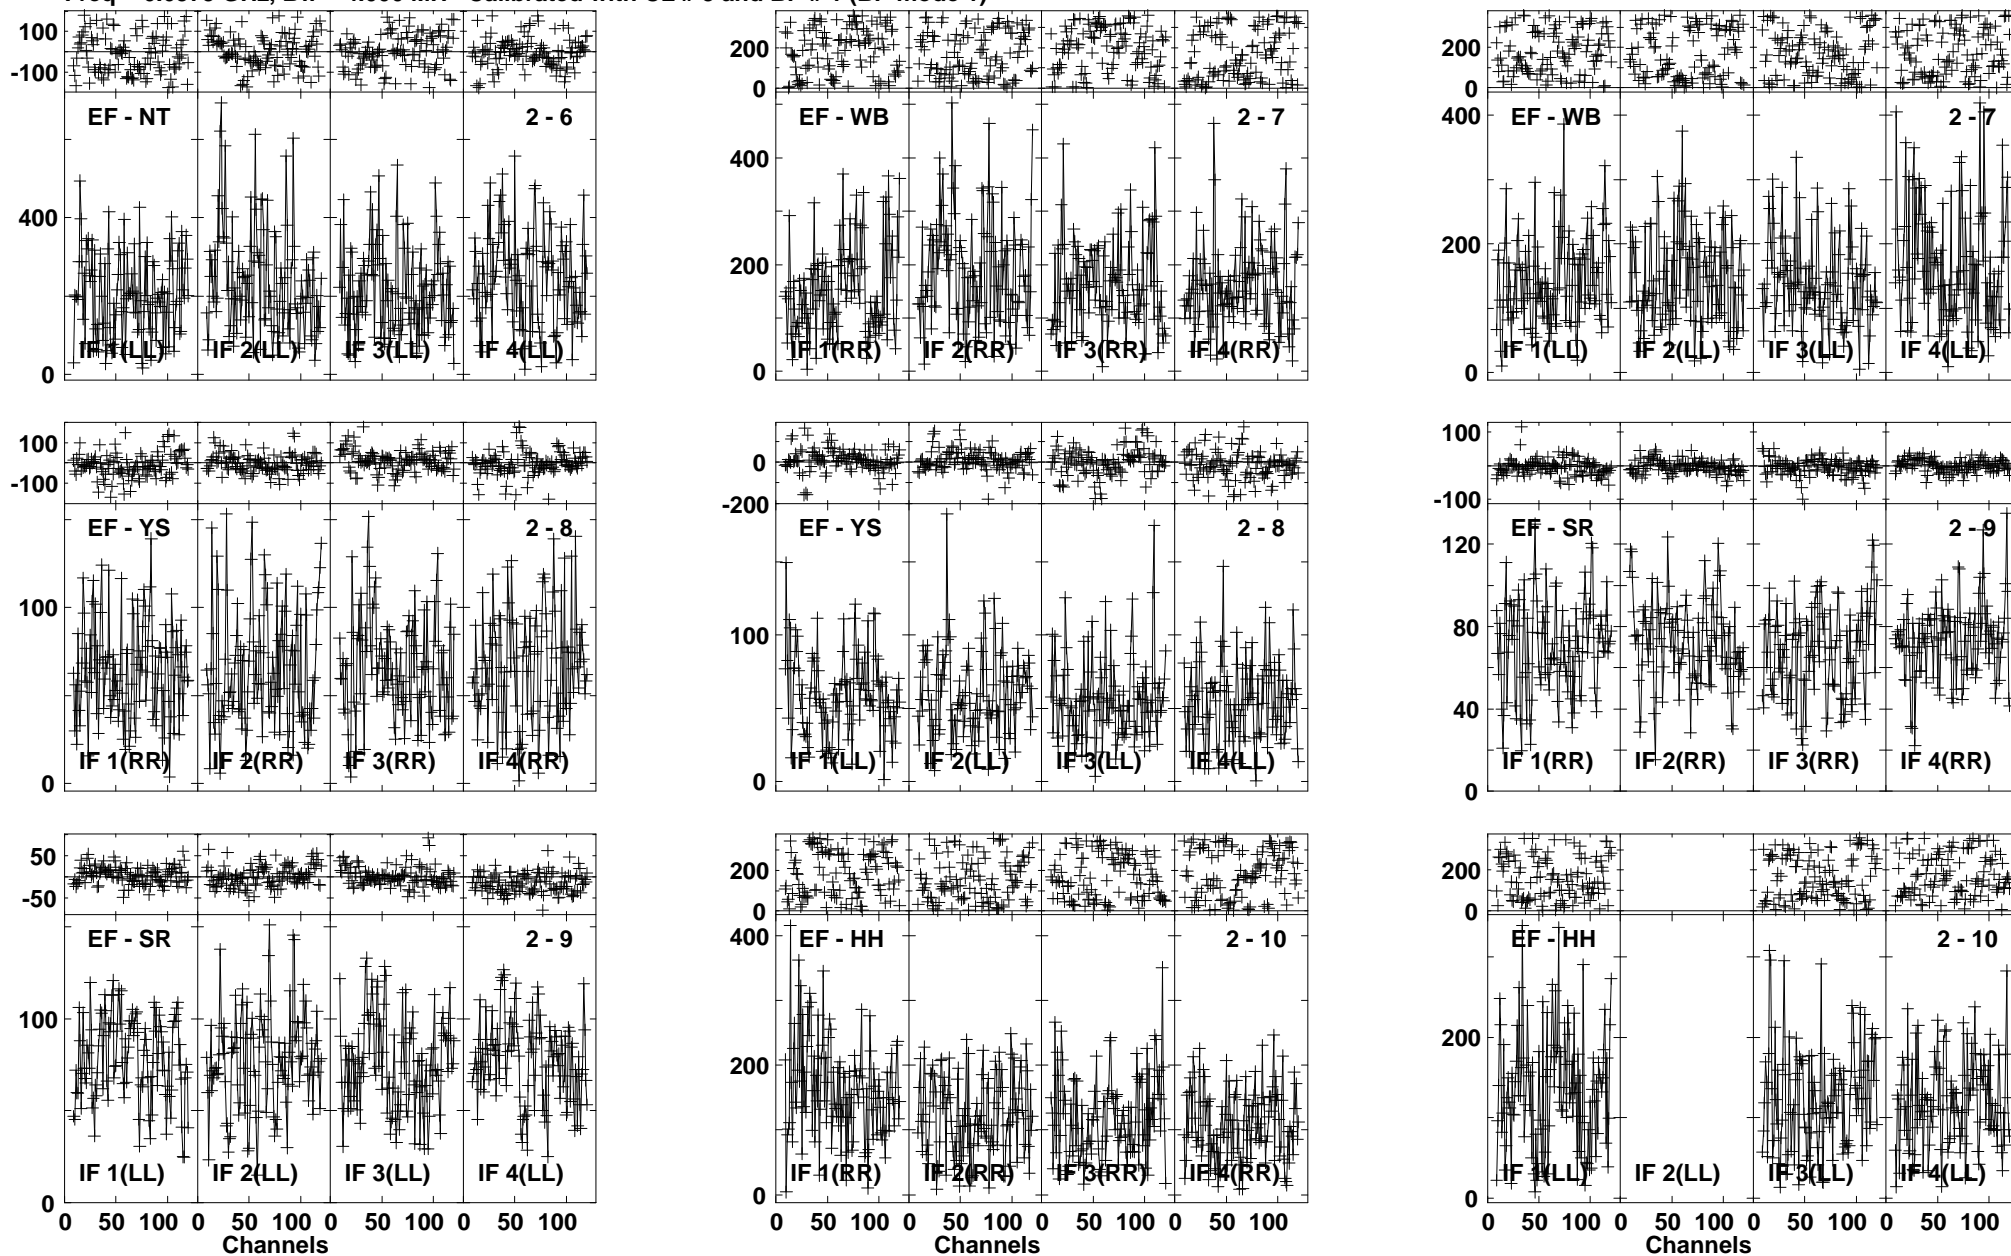 100
-100
EF - NT 2 - 6
400
0
IF 1(LL) IF 2(LL) IF 3(LL) IF 4(LL)
200
0
EF - WB 2 - 7
400
200
0
IF 1(RR) IF 2(RR) IF 3(RR) IF 4(RR)
200
0
EF - WB 2 - 7
400
200
0
IF 1(LL) IF 2(LL) IF 3(LL) IF 4(LL)
100
-100
EF - YS 2 - 8
100
0
IF 1(RR) IF 2(RR) IF 3(RR) IF 4(RR)
0
-200
EF - YS 2 - 8
100
0
IF 1(LL) IF 2(LL) IF 3(LL) IF 4(LL)
100
-100
EF - SR 2 - 9
120
80
40
0
IF 1(RR) IF 2(RR) IF 3(RR) IF 4(RR)
50
-50
EF - SR 2 - 9
100
0
IF 1(LL) IF 2(LL) IF 3(LL) IF 4(LL)
0 50 100 0 50 100 0 50 100 0 50 100
Channels
200
0
EF - HH 2 - 10
400
200
0
IF 1(RR) IF 2(RR) IF 3(RR) IF 4(RR)
0 50 100 0 50 100 0 50 100 0 50 100
Channels
200
0
EF - HH 2 - 10
200
0
IF 1(LL) IF 2(LL) IF 3(LL) IF 4(LL)
0 50 100 0 50 100 0 50 100 0 50 100
Channels